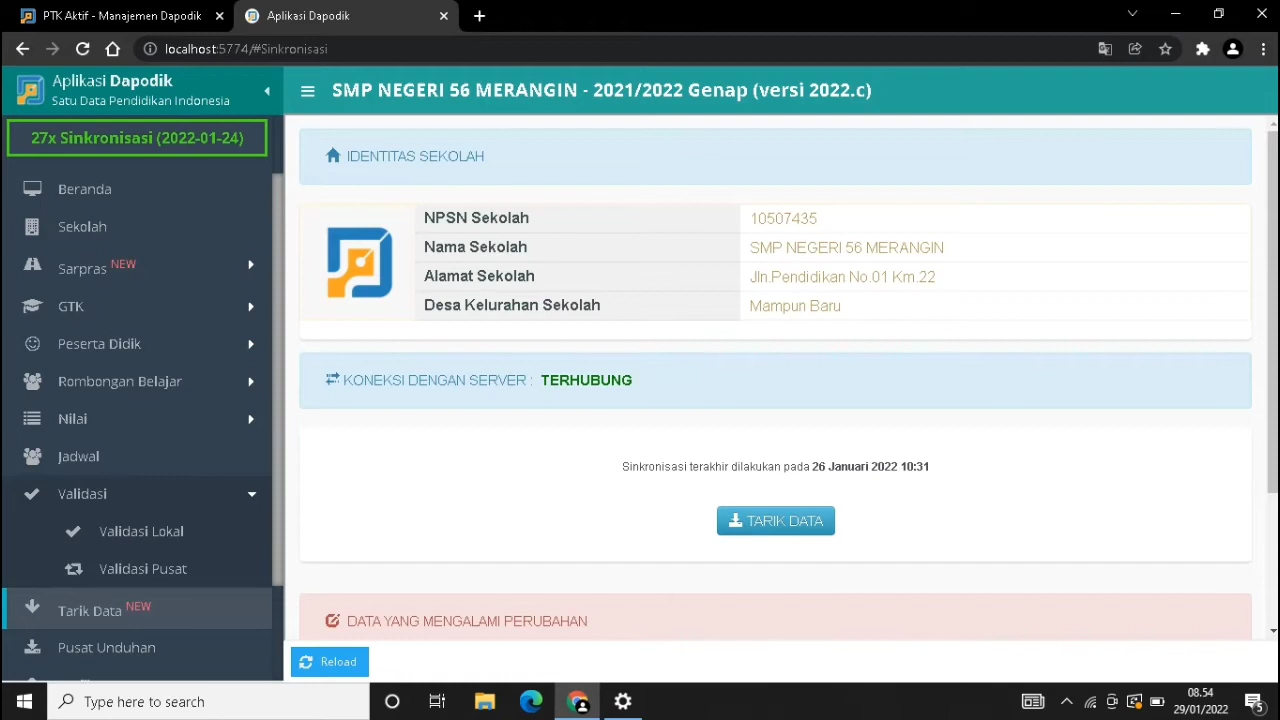 PTK Aktif - Manajemen Dapodik
Aplikasi Dapodik
localhost:5774/#Sinkronisasi
Aplikasi Dapodik
Satu Data Pendidikan Indonesia
SMP NEGERI 56 MERANGIN - 2021/2022 Genap (versi 2022.c)
27x Sinkronisasi (2022-01-24)
Beranda
Sekolah
Sarpras NEW
GTK
Peserta Didik
Rombongan Belajar
Nilai
Jadwal
Validasi
Validasi Lokal
Validasi Pusat
Tarik Data NEW
Pusat Unduhan
IDENTITAS SEKOLAH
NPSN Sekolah 10507435
Nama Sekolah SMP NEGERI 56 MERANGIN
Alamat Sekolah Jln.Pendidikan No.01 Km.22
Desa Kelurahan Sekolah Mampun Baru
KONEKSI DENGAN SERVER : TERHUBUNG
Sinkronisasi terakhir dilakukan pada 26 Januari 2022 10:31
TARIK DATA
DATA YANG MENGALAMI PERUBAHAN
Reload
Type here to search
08.54
29/01/2022
5